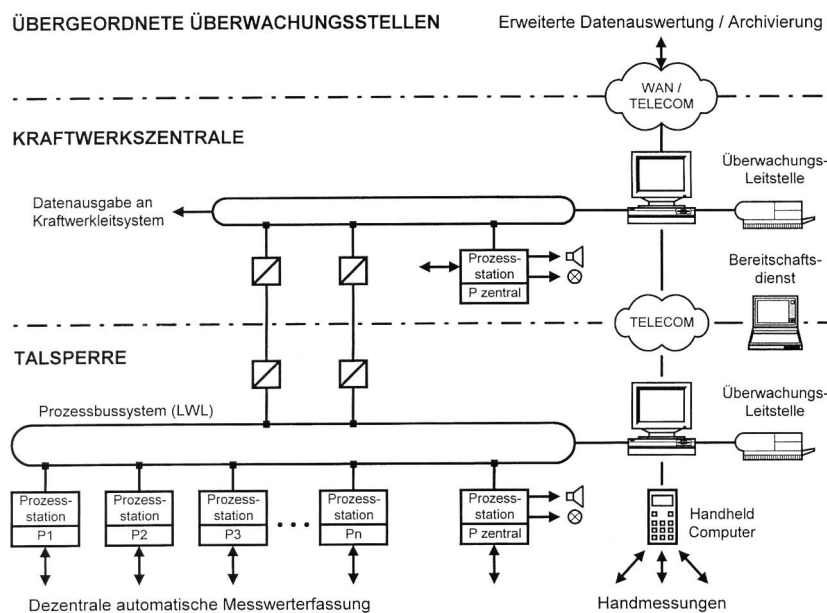 ÜBERGEORDNETE ÜBERWACHUNGSSTELLEN
Erweiterte Datenauswertung / Archivierung
WAN /
TELECOM
KRAFTWERKSZENTRALE
Überwachungs-
Leitstelle
Datenausgabe an
Kraftwerkleitsystem
Prozess-
station
P zentral
Bereitschafts-
dienst
TELECOM
TALSPERRE
Überwachungs-
Leitstelle
Prozessbussystem (LWL)
Prozess-
station
P1
Prozess-
station
P2
Prozess-
station
P3
Prozess-
station
Pn
Prozess-
station
P zentral
Handheld
Computer
Dezentrale automatische Messwerterfassung
Handmessungen